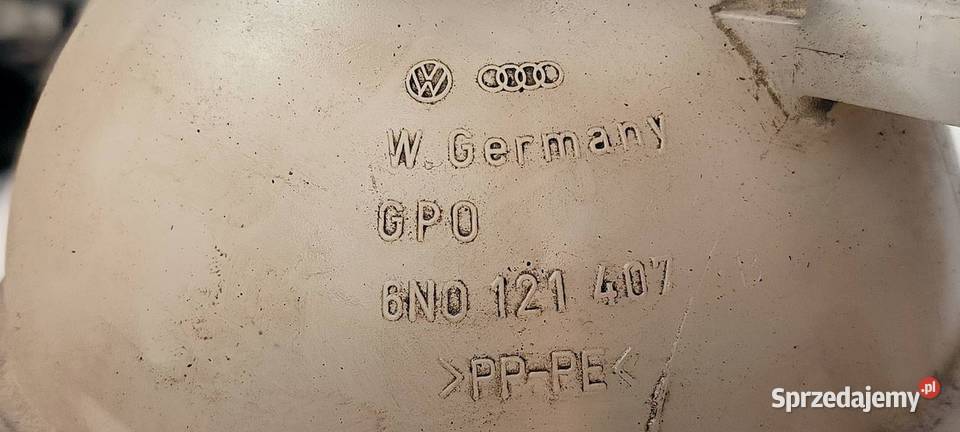 W. Germany
GPO
6N0 121 407
>PP-PE<
Sprzedajemy.pl